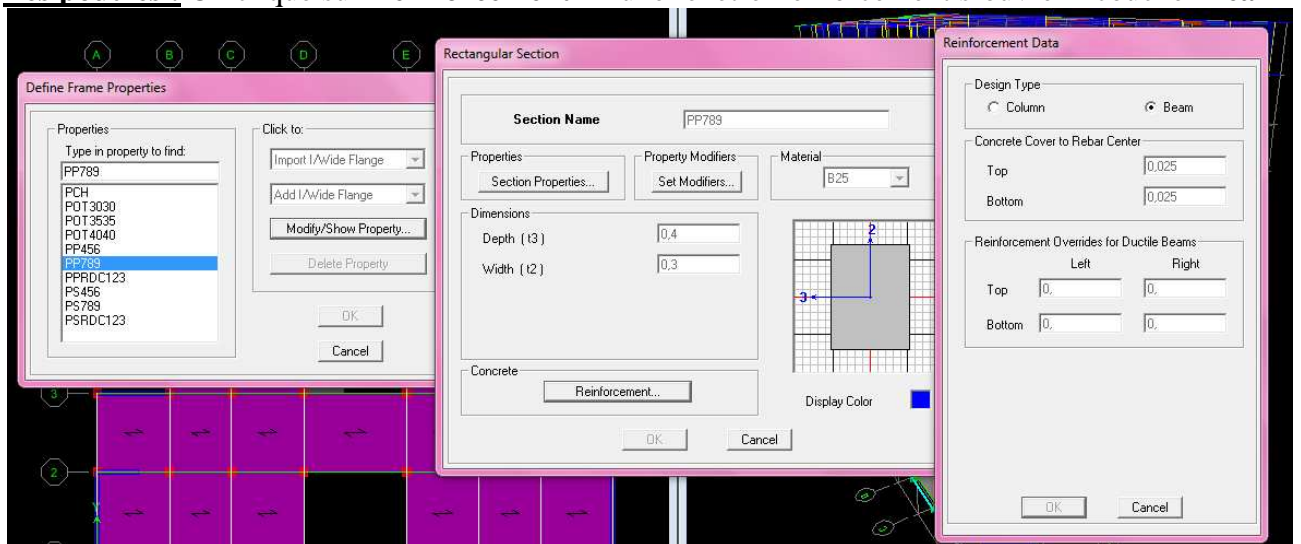 A B C D E
Define Frame Properties
Properties
Type in property to find:
PP789
PCH
POT3030
POT3535
POT4040
PP456
PP789
PPRDC123
PS456
PS789
PSRDC123
Click to:
Import I/Wide Flange
Add I/Wide Flange
Modify/Show Property...
Delete Property
OK
Cancel
Rectangular Section
Section Name PP789
Properties
Section Properties...
Property Modifiers
Set Modifiers...
Material
B25
Dimensions
Depth ( t3 ) 0,4
Width ( t2 ) 0,3
2
3
Concrete
Reinforcement...
Display Color
OK Cancel
Reinforcement Data
Design Type
Column Beam
Concrete Cover to Rebar Center
Top 0,025
Bottom 0,025
Reinforcement Overrides for Ductile Beams
Left Right
Top 0, 0,
Bottom 0, 0,
OK Cancel
3
2
Y